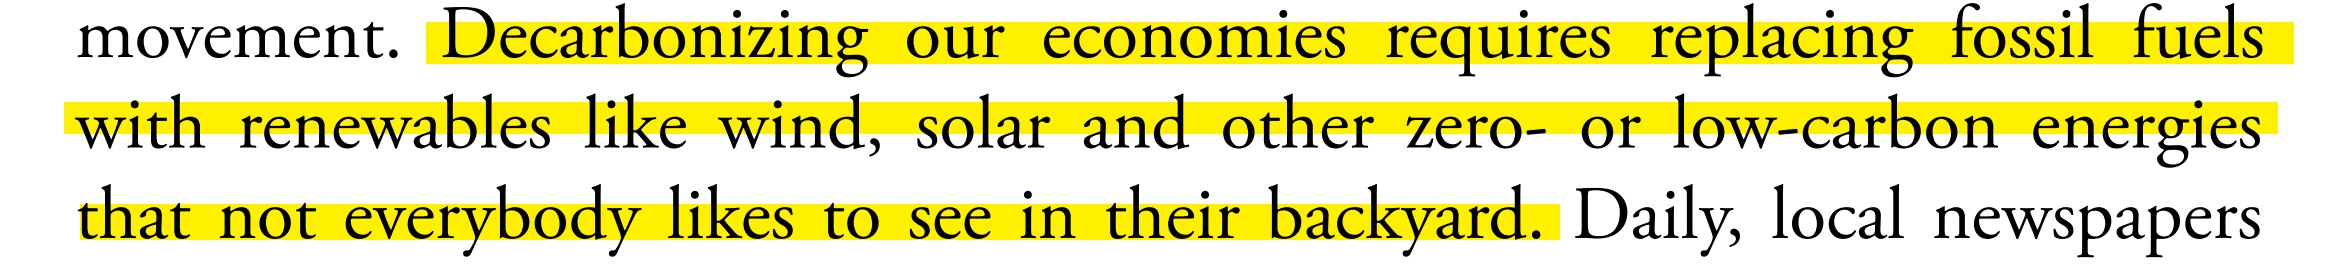 movement. Decarbonizing our economies requires replacing fossil fuels
with renewables like wind, solar and other zero- or low-carbon energies
that not everybody likes to see in their backyard. Daily, local newspapers